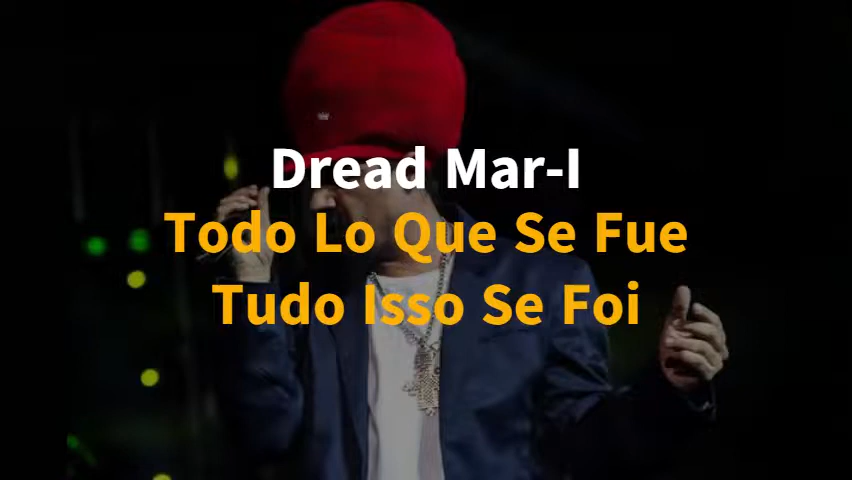 Dread Mar-I
Todo Lo Que Se Fue
Tudo Isso Se Foi